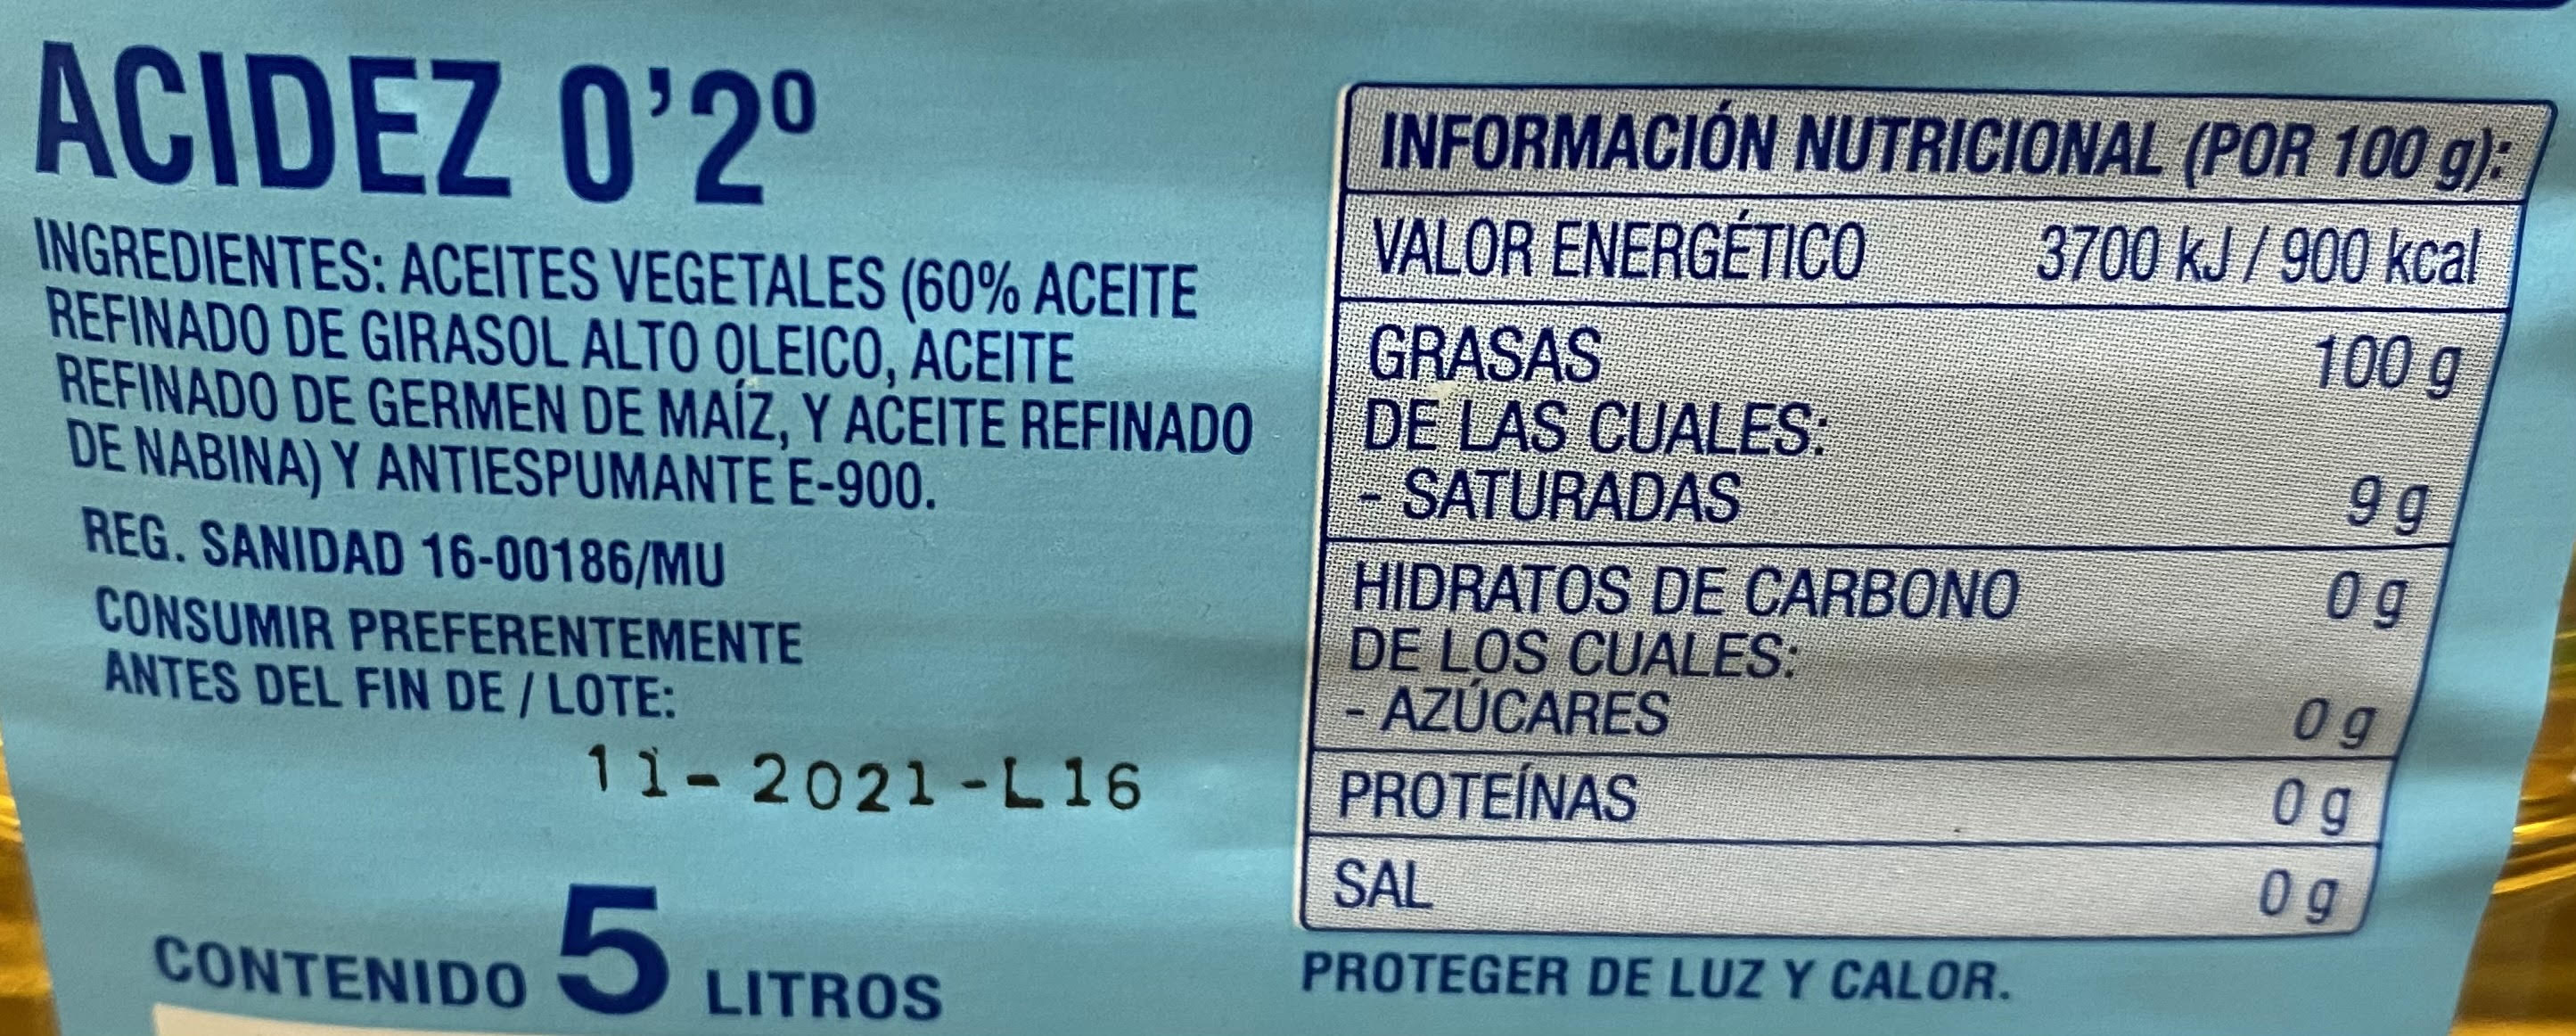 ACIDEZ 0'2º
INGREDIENTES: ACEITES VEGETALES (60% ACEITE
REFINADO DE GIRASOL ALTO OLEICO, ACEITE
REFINADO DE GERMEN DE MAÍZ, Y ACEITE REFINADO
DE NABINA) Y ANTIESPUMANTE E-900.
REG. SANIDAD 16-00186/MU
CONSUMIR PREFERENTEMENTE
ANTES DEL FIN DE / LOTE:
11-2021-L16
CONTENIDO 5 LITROS
INFORMACIÓN NUTRICIONAL (POR 100 g):
VALOR ENERGÉTICO 3700 kJ / 900 kcal
GRASAS 100 g
DE LAS CUALES:
- SATURADAS 9 g
HIDRATOS DE CARBONO 0 g
DE LOS CUALES:
- AZÚCARES 0 g
PROTEÍNAS 0 g
SAL 0 g
PROTEGER DE LUZ Y CALOR.